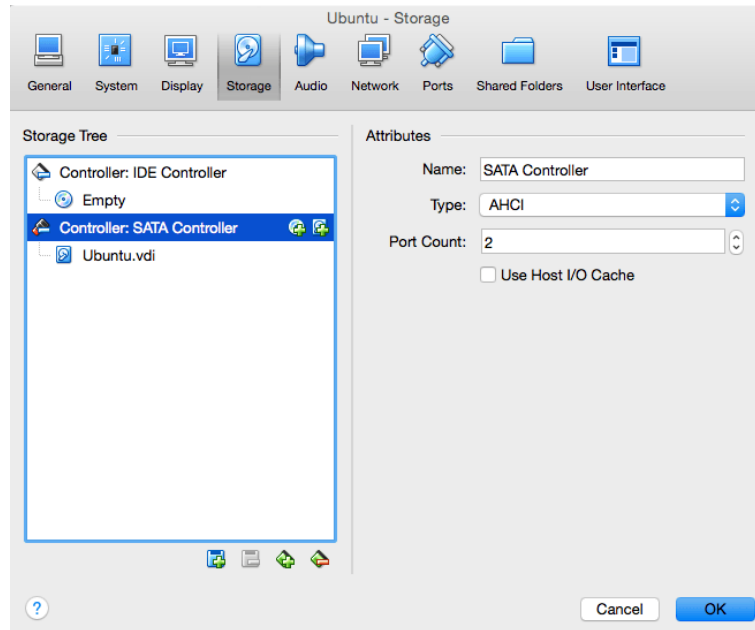 Ubuntu - Storage
General System Display Storage Audio Network Ports Shared Folders User Interface
Storage Tree
Controller: IDE Controller
Empty
Controller: SATA Controller
Ubuntu.vdi
Attributes
Name: SATA Controller
Type: AHCI
Port Count: 2
Use Host I/O Cache
?
Cancel OK